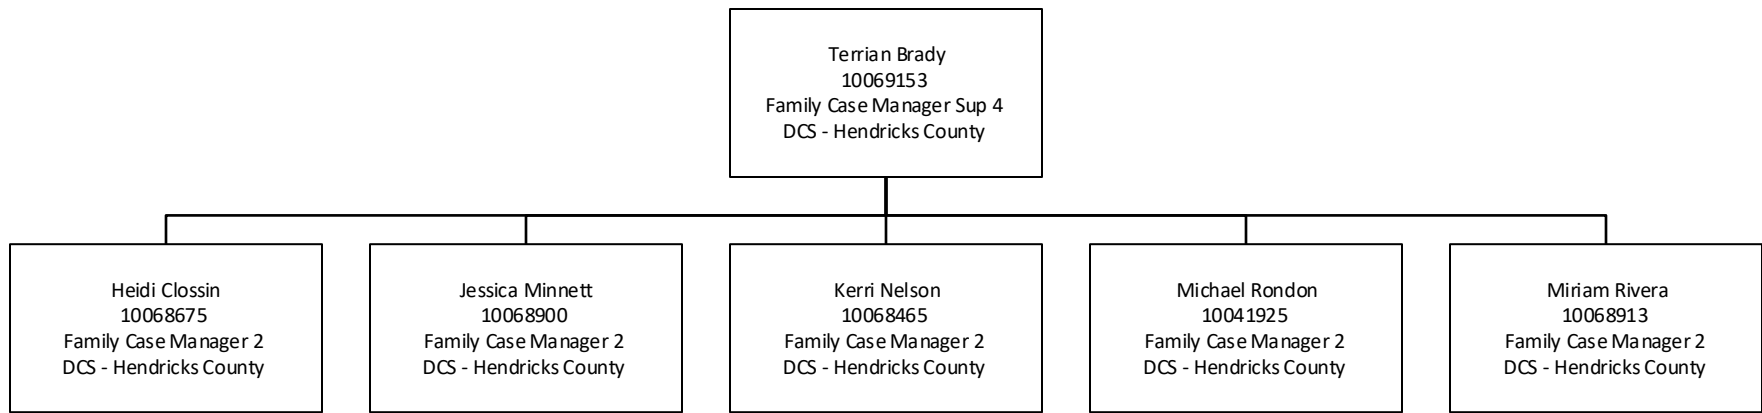 Terrian Brady
10069153
Family Case Manager Sup 4
DCS - Hendricks County
Heidi Clossin
10068675
Family Case Manager 2
DCS - Hendricks County
Jessica Minnett
10068900
Family Case Manager 2
DCS - Hendricks County
Kerri Nelson
10068465
Family Case Manager 2
DCS - Hendricks County
Michael Rondon
10041925
Family Case Manager 2
DCS - Hendricks County
Miriam Rivera
10068913
Family Case Manager 2
DCS - Hendricks County